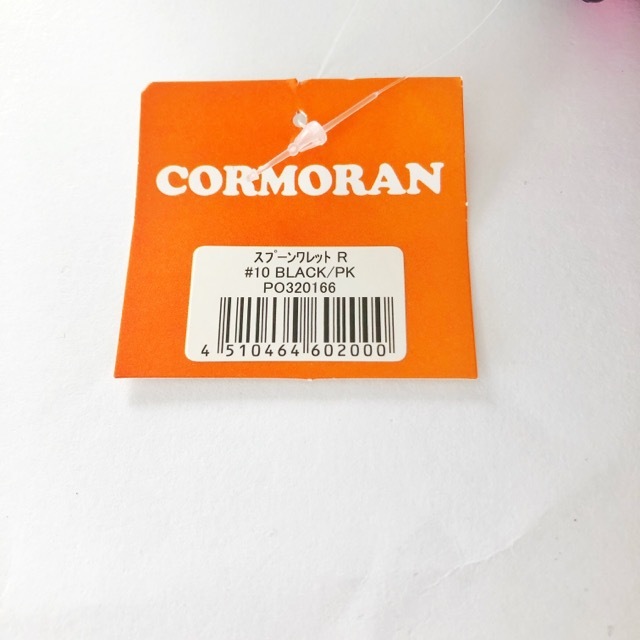 CORMORAN
ｽﾌﾟｰﾝﾜﾚｯﾄ R
#10 BLACK/PK
PO320166
4 510464 602000